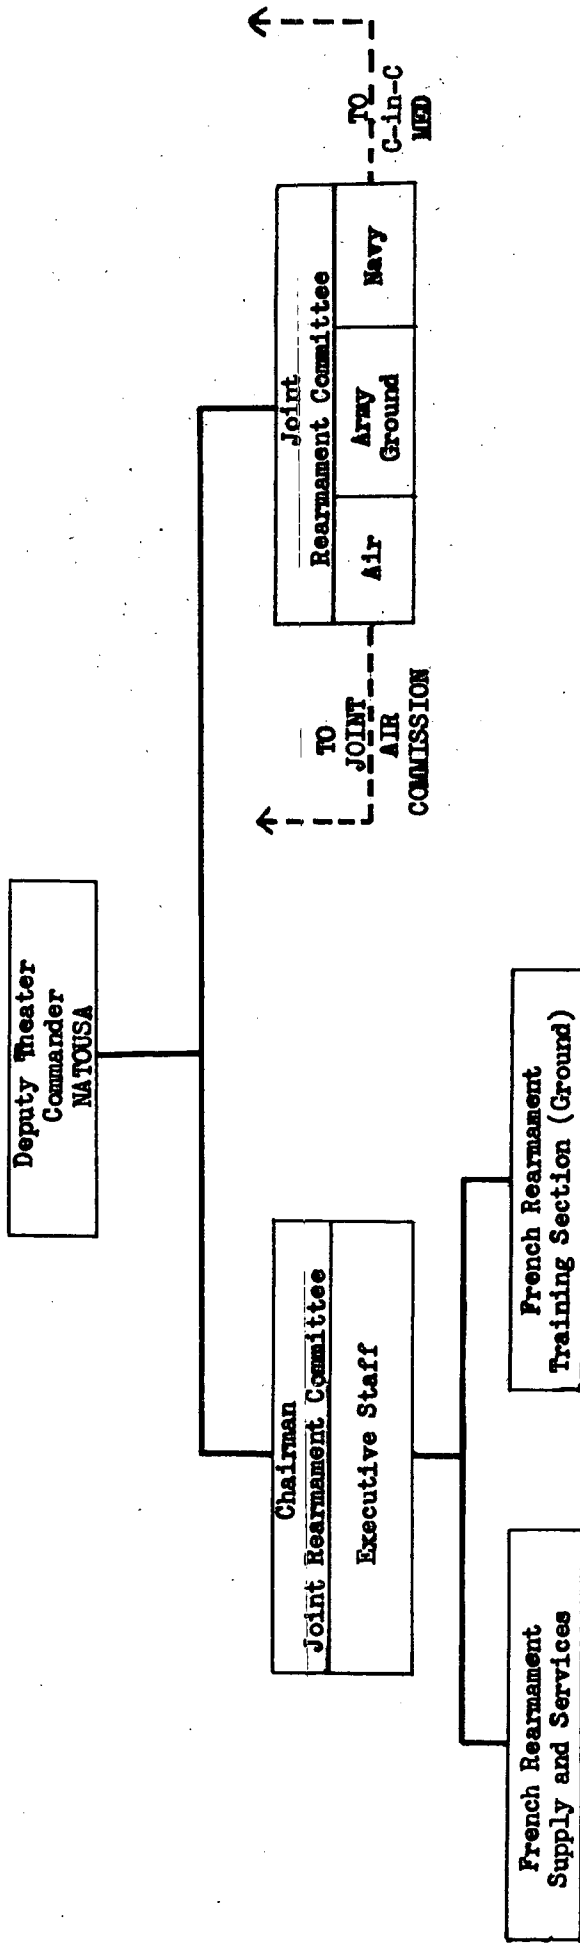 Deputy Theater
Commander
NATOUSA
Chairman
Joint Rearmament Committee
Executive Staff
Joint
Rearmament Committee
Air
Army
Ground
Navy
TO
JOINT
AIR
COMMISSION
TO
C-in-C
MED
French Rearmament
Supply and Services
French Rearmament
Training Section (Ground)